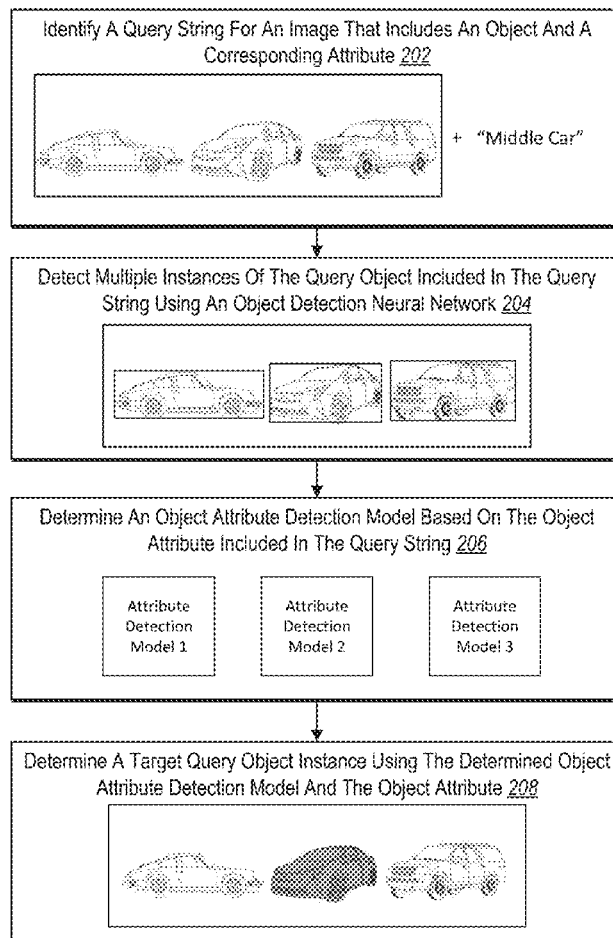 Identify A Query String For An Image That Includes An Object And A
Corresponding Attribute 202
+ "Middle Car"
Detect Multiple Instances Of The Query Object Included In The Query
String Using An Object Detection Neural Network 204
Determine An Object Attribute Detection Model Based On The Object
Attribute Included In The Query String 206
Attribute
Detection
Model 1
Attribute
Detection
Model 2
Attribute
Detection
Model 3
Determine A Target Query Object Instance Using The Determined Object
Attribute Detection Model And The Object Attribute 208